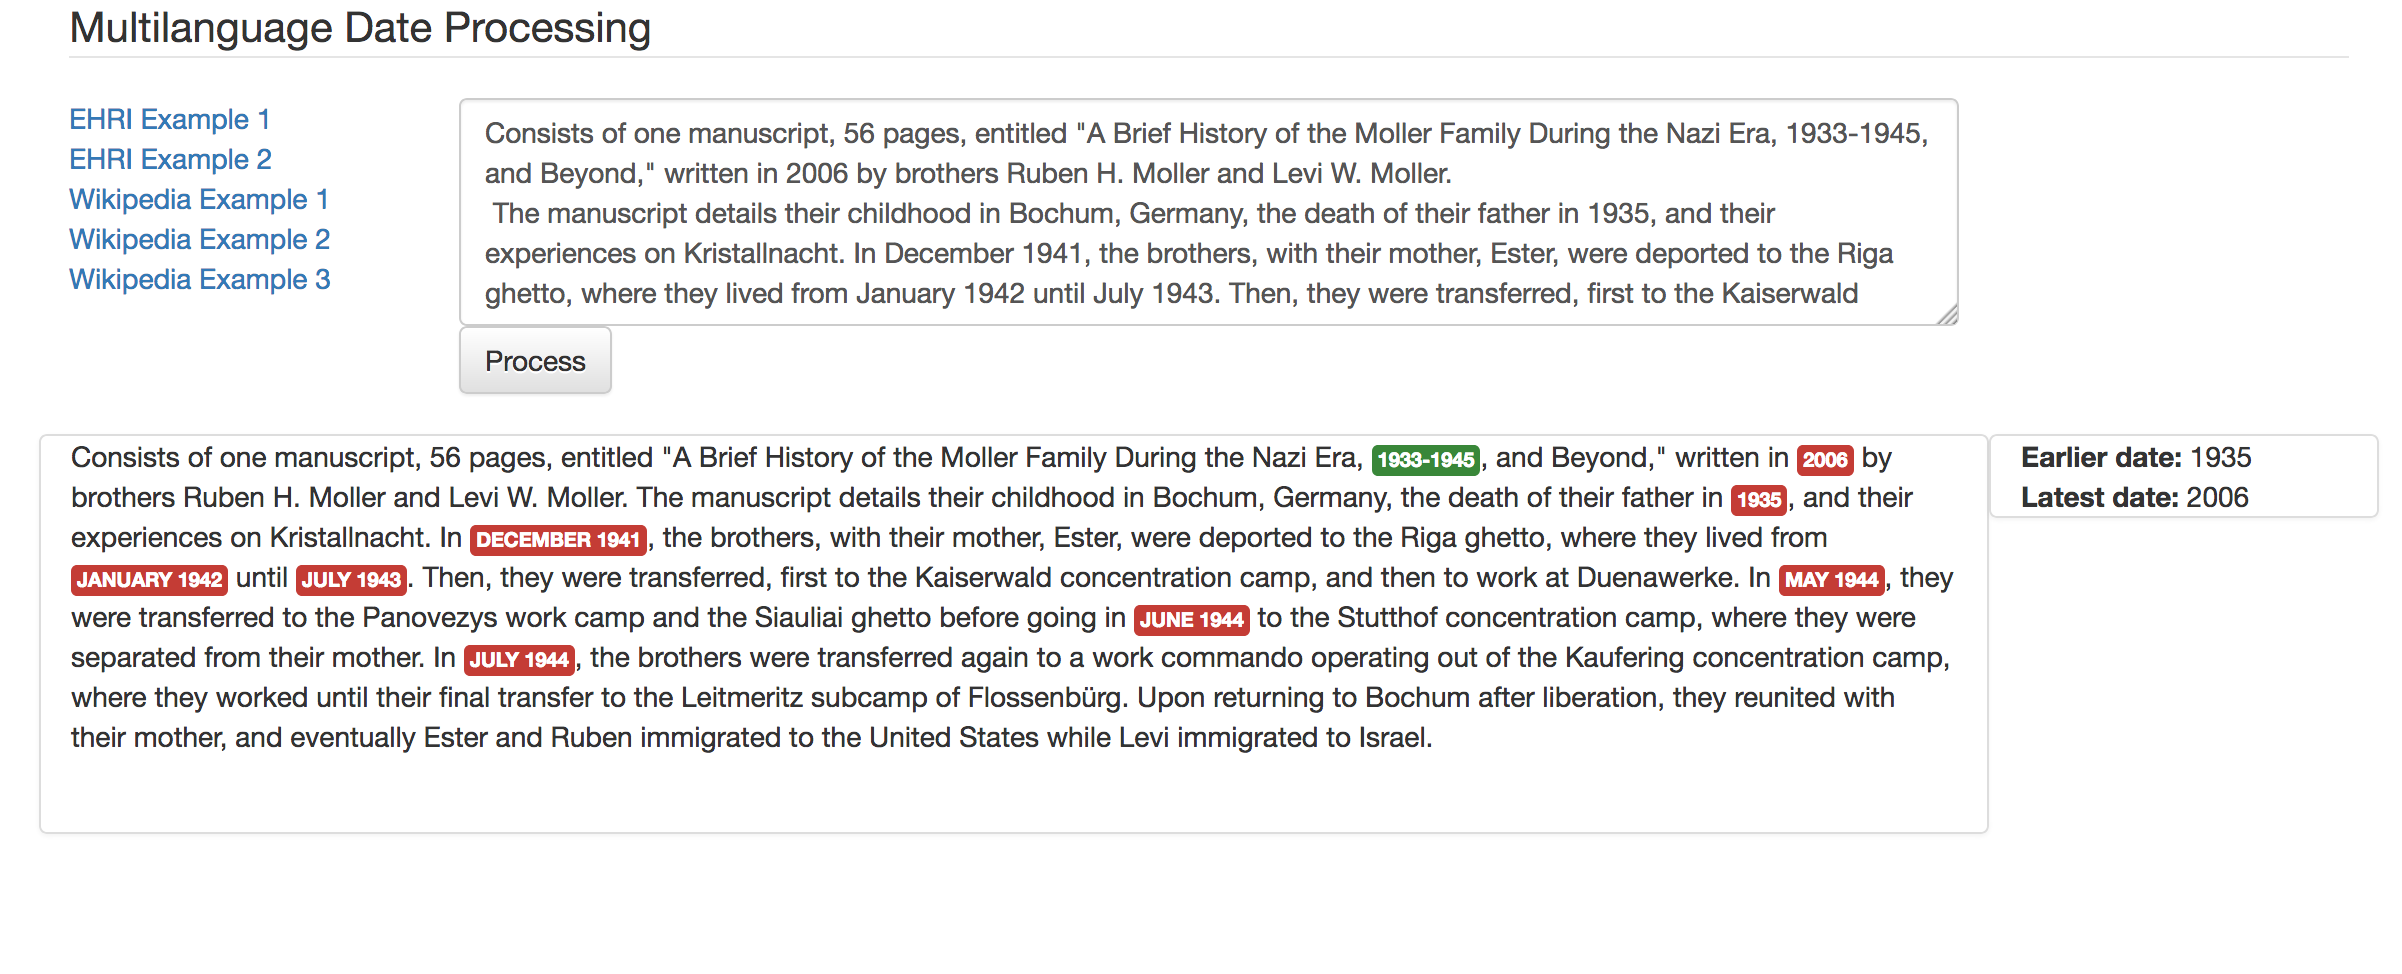 Multilanguage Date Processing
EHRI Example 1
EHRI Example 2
Wikipedia Example 1
Wikipedia Example 2
Wikipedia Example 3
Consists of one manuscript, 56 pages, entitled "A Brief History of the Moller Family During the Nazi Era, 1933-1945,
and Beyond," written in 2006 by brothers Ruben H. Moller and Levi W. Moller.
The manuscript details their childhood in Bochum, Germany, the death of their father in 1935, and their
experiences on Kristallnacht. In December 1941, the brothers, with their mother, Ester, were deported to the Riga
ghetto, where they lived from January 1942 until July 1943. Then, they were transferred, first to the Kaiserwald
Process
Consists of one manuscript, 56 pages, entitled "A Brief History of the Moller Family During the Nazi Era, 1933-1945, and Beyond," written in 2006 by
brothers Ruben H. Moller and Levi W. Moller. The manuscript details their childhood in Bochum, Germany, the death of their father in 1935, and their
experiences on Kristallnacht. In DECEMBER 1941, the brothers, with their mother, Ester, were deported to the Riga ghetto, where they lived from
JANUARY 1942 until JULY 1943. Then, they were transferred, first to the Kaiserwald concentration camp, and then to work at Duenawerke. In MAY 1944, they
were transferred to the Panovezys work camp and the Siauliai ghetto before going in JUNE 1944 to the Stutthof concentration camp, where they were
separated from their mother. In JULY 1944, the brothers were transferred again to a work commando operating out of the Kaufering concentration camp,
where they worked until their final transfer to the Leitmeritz subcamp of Flossenbürg. Upon returning to Bochum after liberation, they reunited with
their mother, and eventually Ester and Ruben immigrated to the United States while Levi immigrated to Israel.
Earlier date: 1935
Latest date: 2006